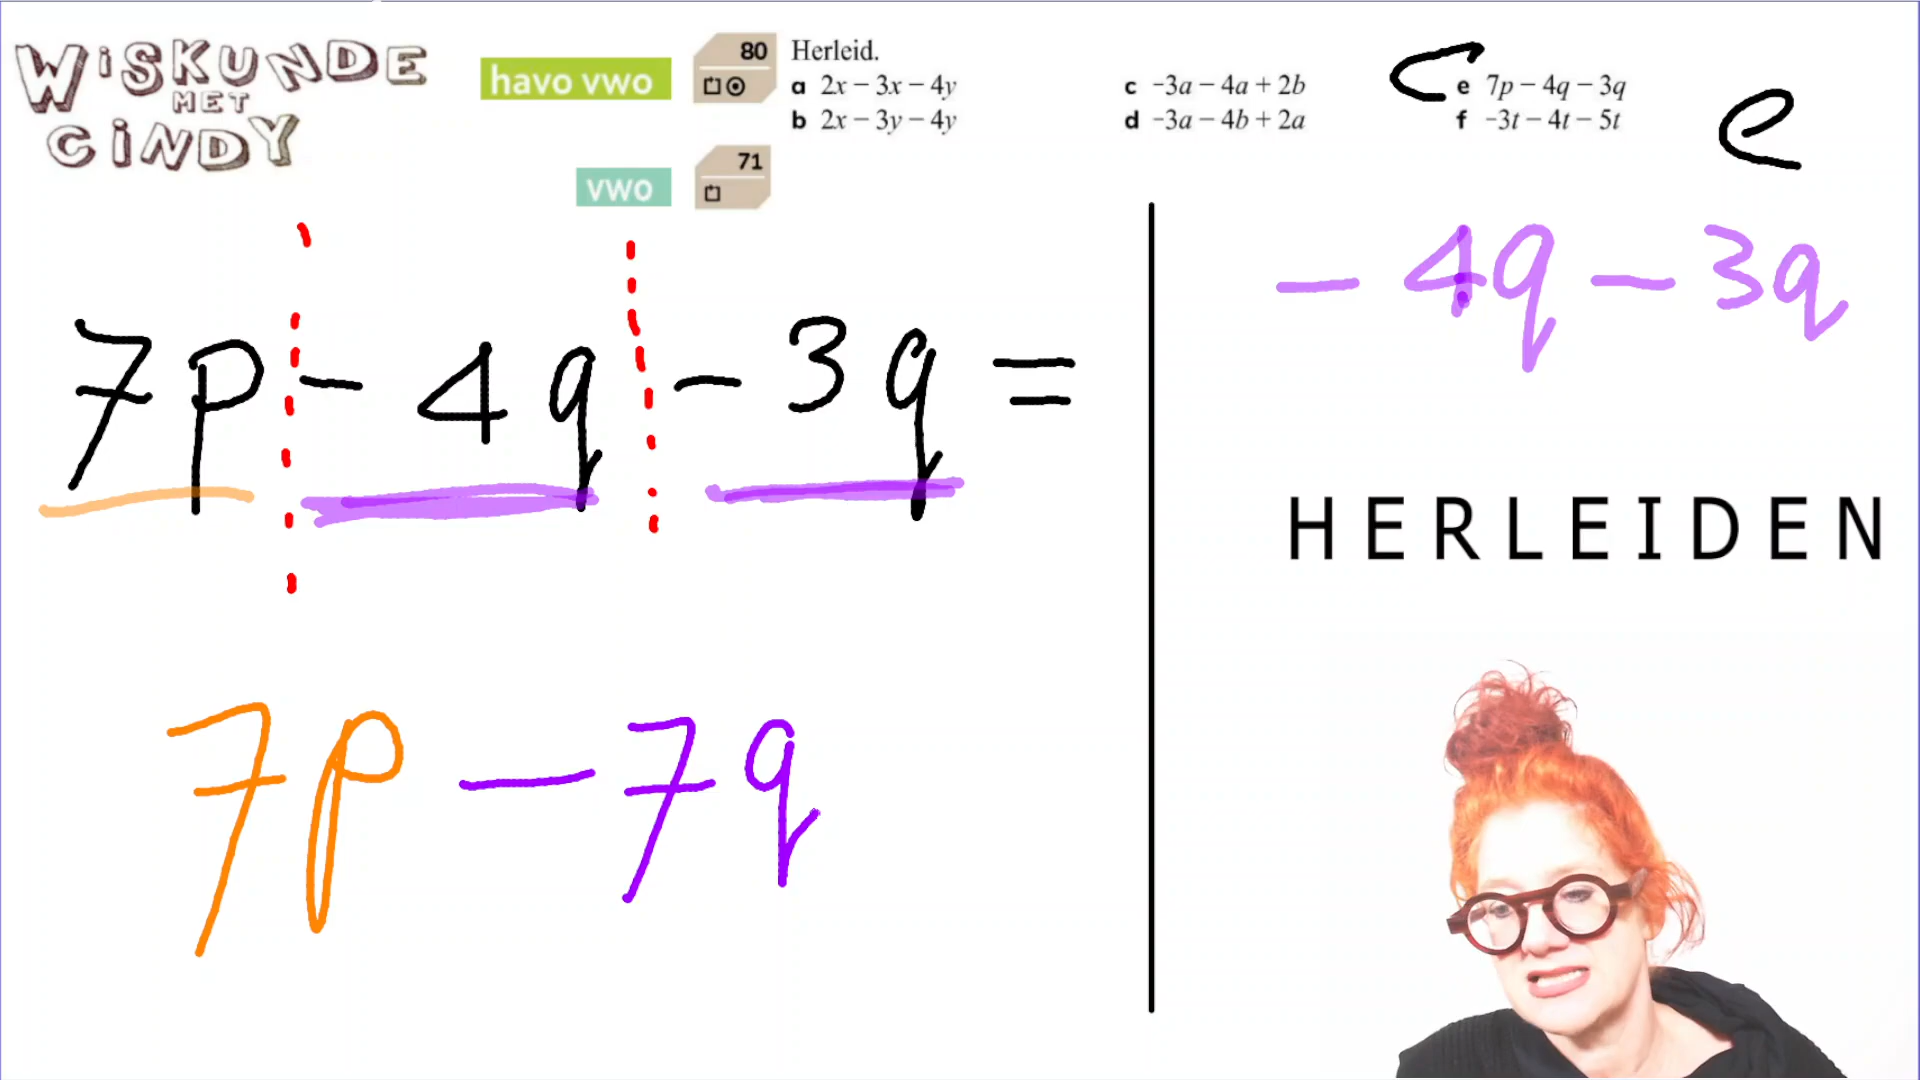 WiSKUNDE
MET
CiNDY
havo vwo
80
Herleid.
a 2x – 3x – 4y
b 2x – 3y – 4y
c -3a – 4a + 2b
d -3a – 4b + 2a
e 7p – 4q – 3q
f -3t – 4t – 5t
e
vwo
71
7p – 4q – 3q =
7p – 7q
– 4q – 3q
HERLEIDEN